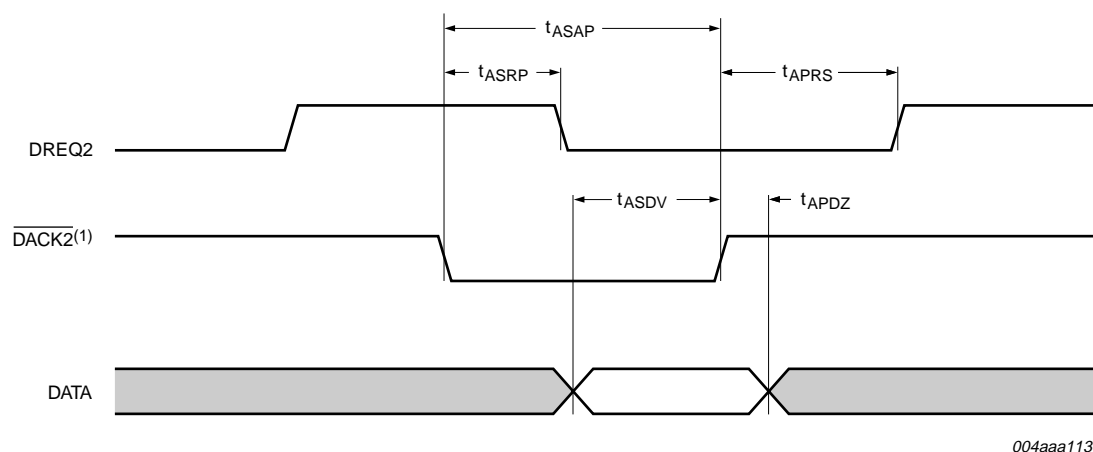 tASAP
tASRP
tAPRS
DREQ2
tASDV
tAPDZ
DACK2(1)
DATA
004aaa113